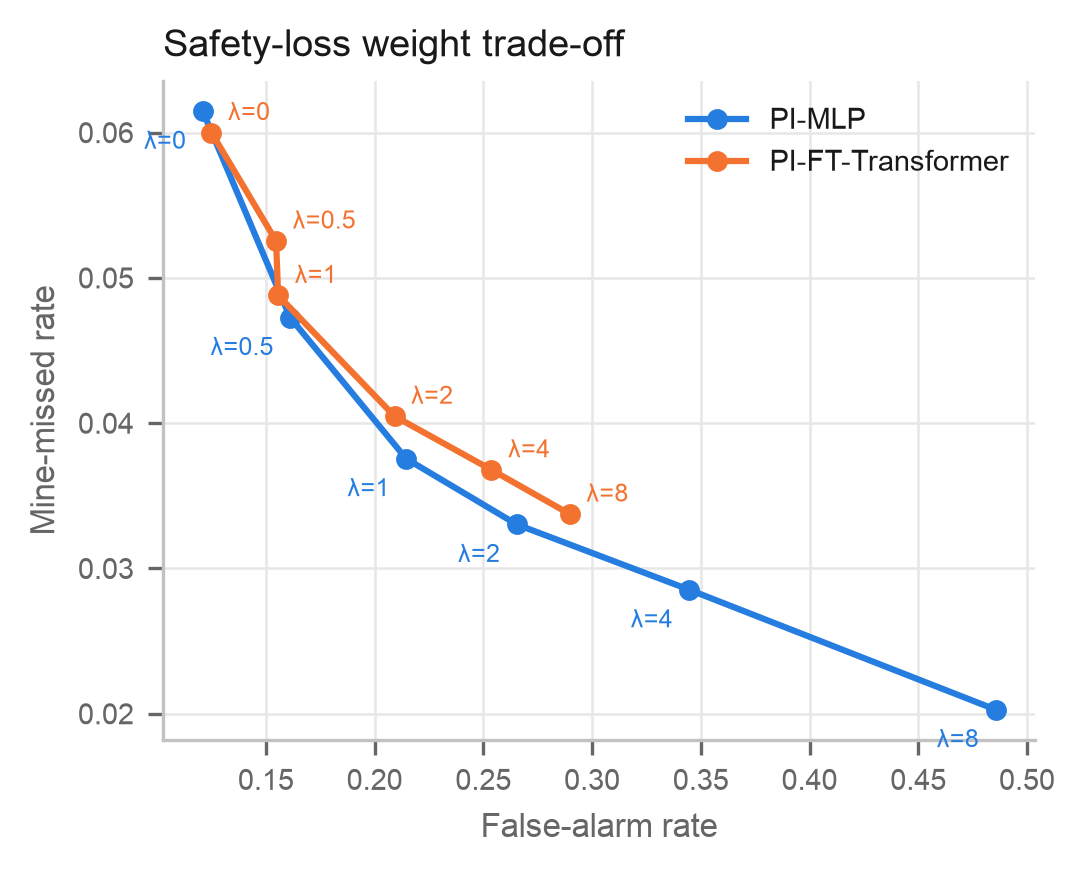 Safety-loss weight trade-off
PI-MLP
PI-FT-Transformer
λ=0
λ=0
λ=0.5
λ=1
λ=0.5
λ=2
λ=1
λ=4
λ=8
λ=2
λ=4
λ=8
0.06
0.05
0.04
0.03
0.02
Mine-missed rate
0.15 0.20 0.25 0.30 0.35 0.40 0.45 0.50
False-alarm rate